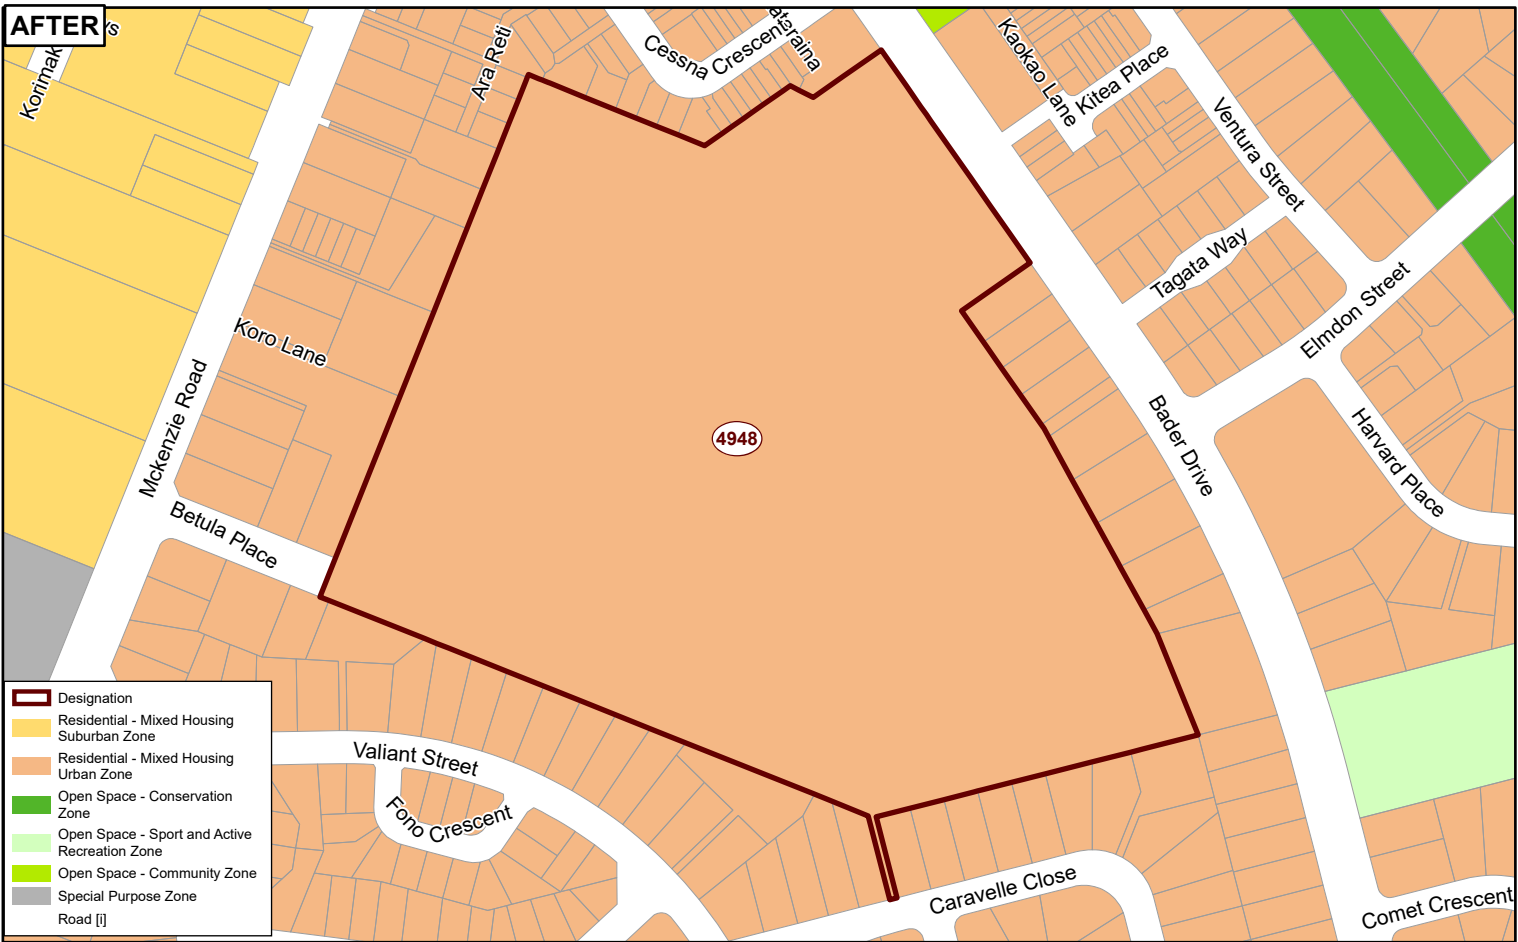 AFTER
ys
Korimak
Ara Reti
Cessna Crescent
ateraina
Kaokao Lane
Kitea Place
Ventura Street
Tagata Way
Elmdon Street
Koro Lane
Mckenzie Road
4948
Bader Drive
Harvard Place
Betula Place
Valiant Street
Fono Crescent
Caravelle Close
Comet Crescent
Designation
Residential - Mixed Housing
Suburban Zone
Residential - Mixed Housing
Urban Zone
Open Space - Conservation
Zone
Open Space - Sport and Active
Recreation Zone
Open Space - Community Zone
Special Purpose Zone
Road [i]